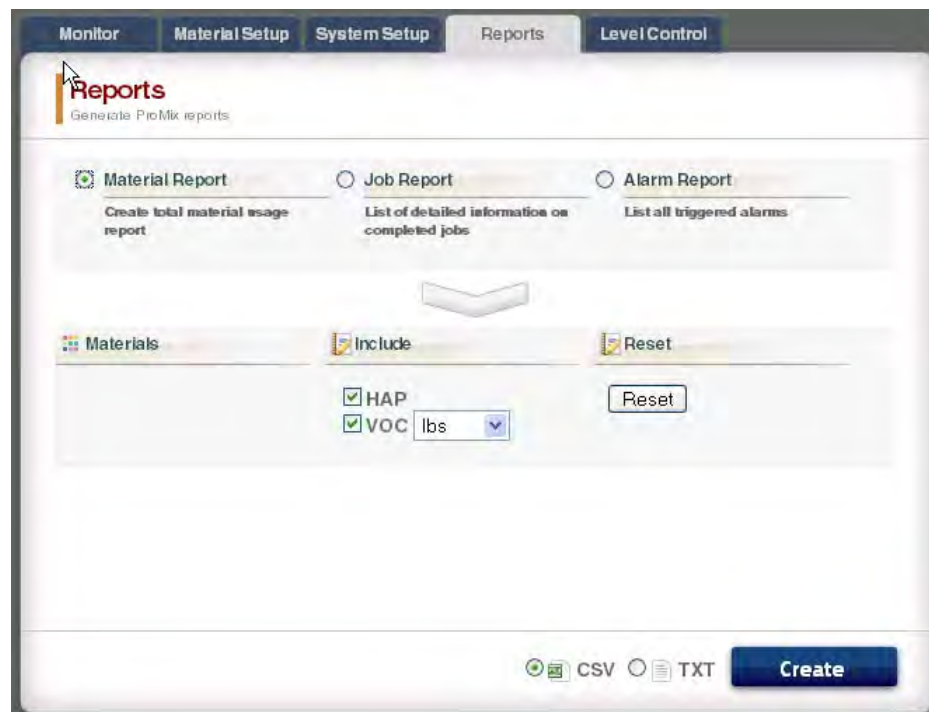 Monitor Material Setup System Setup Reports Level Control
Reports
Generate ProMix reports
Material Report Job Report Alarm Report
Create total material usage report
List of detailed information on completed jobs
List all triggered alarms
Materials Include Reset
HAP
VOC lbs
Reset
CSV TXT Create